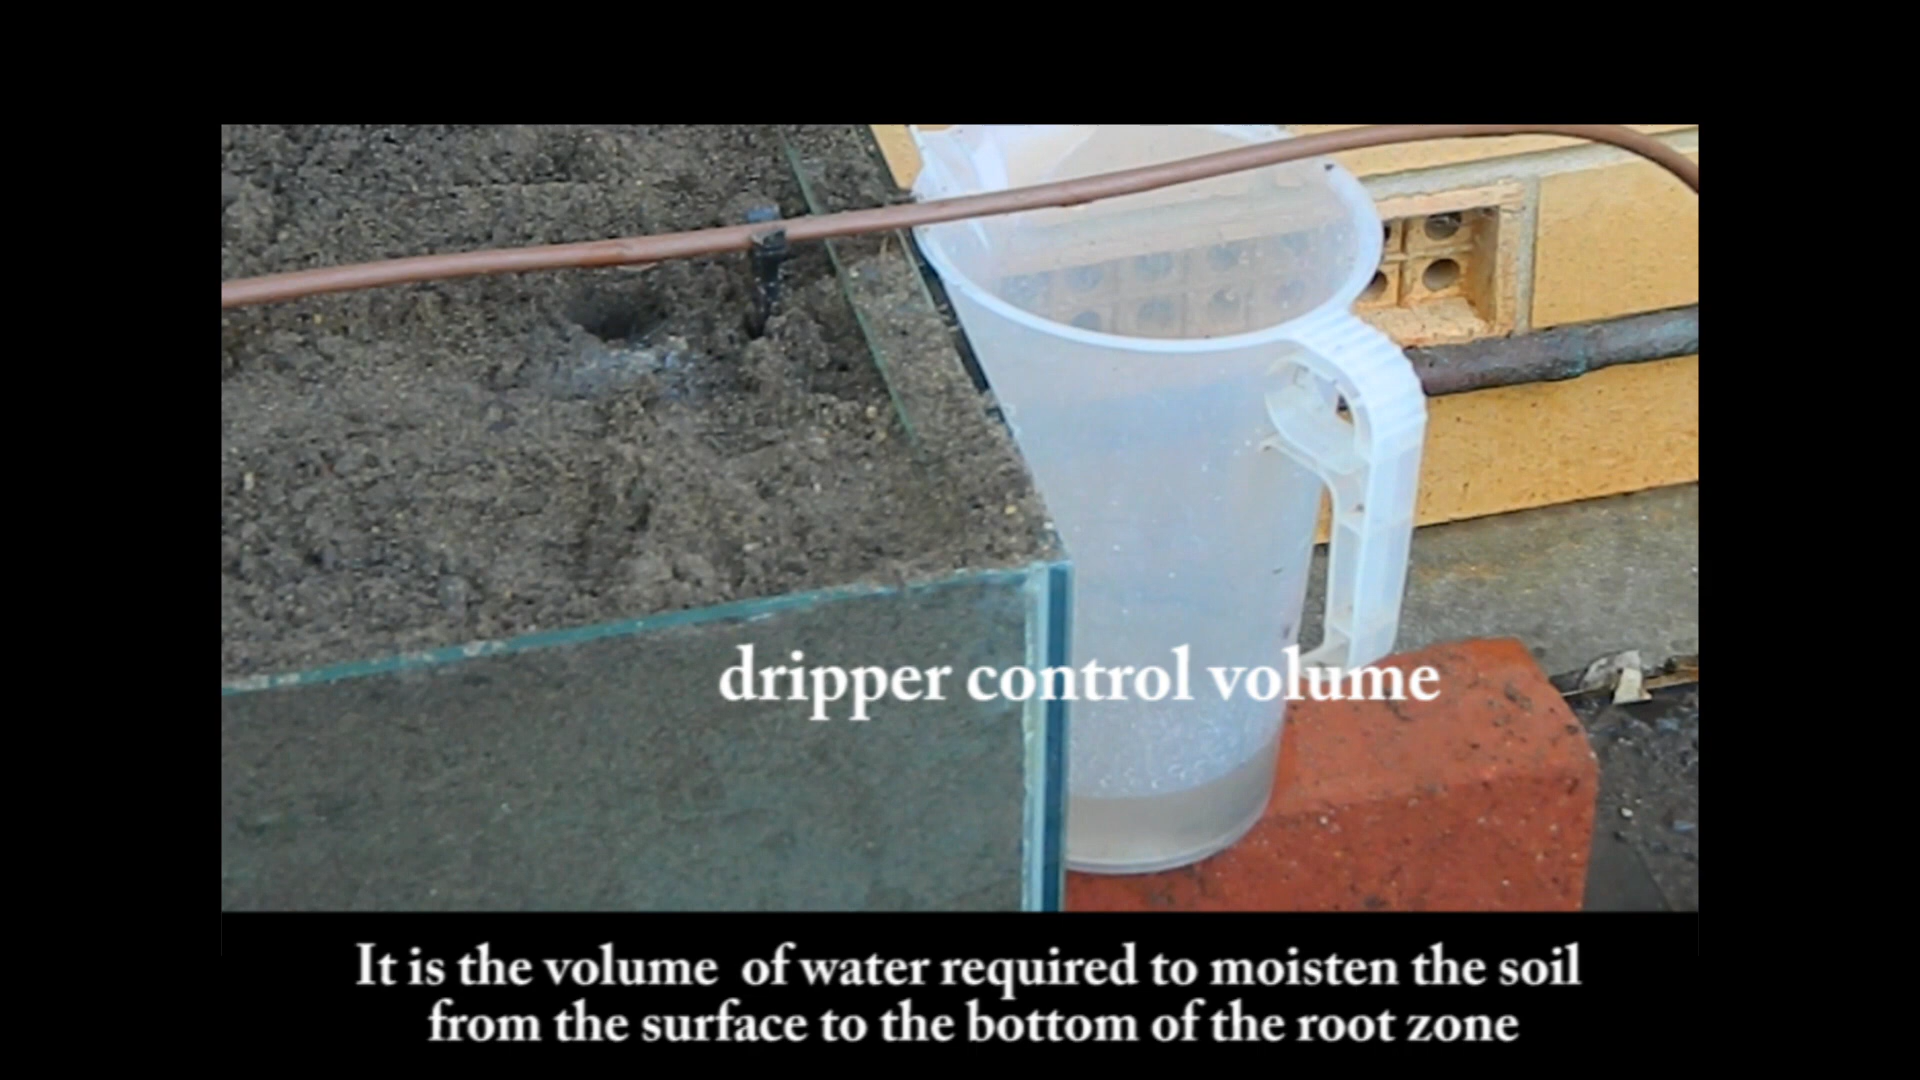 dripper control volume
It is the volume of water required to moisten the soil
from the surface to the bottom of the root zone